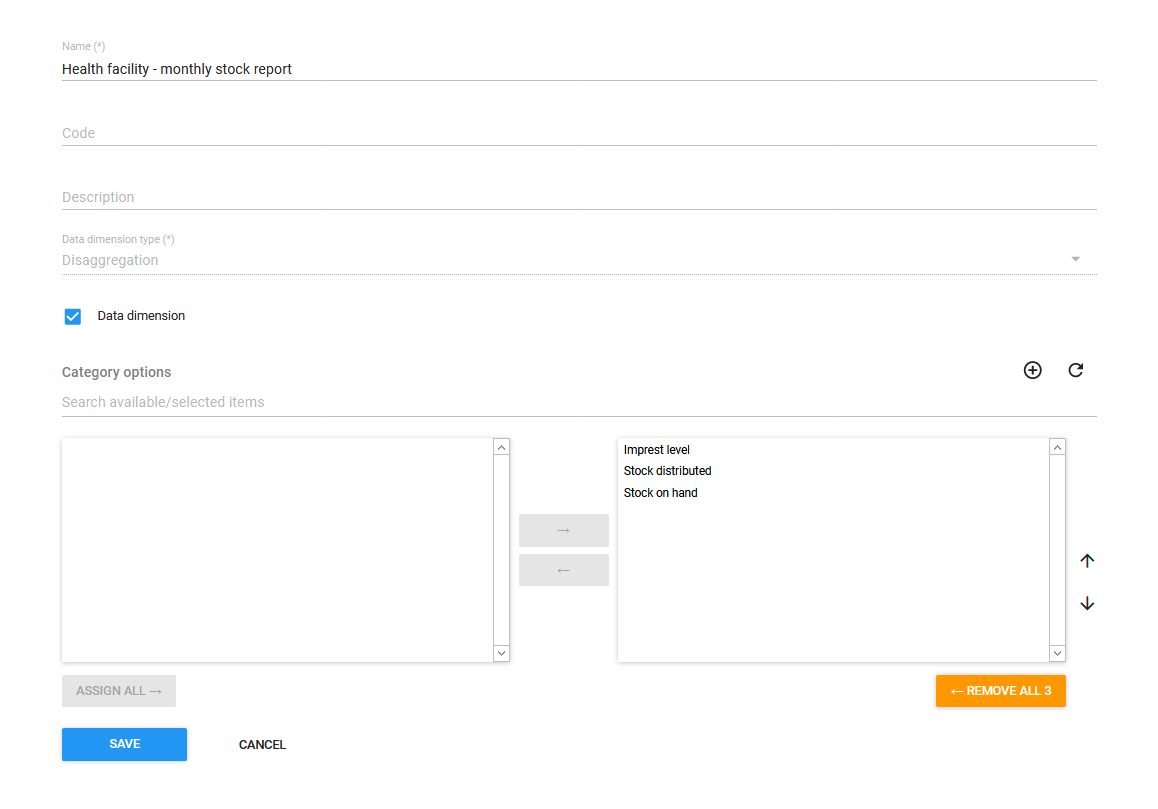 Name (*)
Health facility - monthly stock report
Code
Description
Data dimension type (*)
Disaggregation
Data dimension
Category options
Search available/selected items
Imprest level
Stock distributed
Stock on hand
→
←
ASSIGN ALL →
← REMOVE ALL 3
SAVE
CANCEL